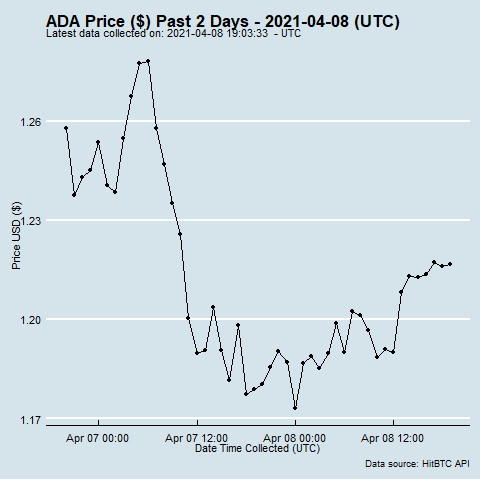 ADA Price ($) Past 2 Days - 2021-04-08 (UTC)
Latest data collected on: 2021-04-08 19:03:33  - UTC
1.26
1.23
1.20
1.17
Price USD ($)
Apr 07 00:00
Apr 07 12:00
Apr 08 00:00
Apr 08 12:00
Date Time Collected (UTC)
Data source: HitBTC API